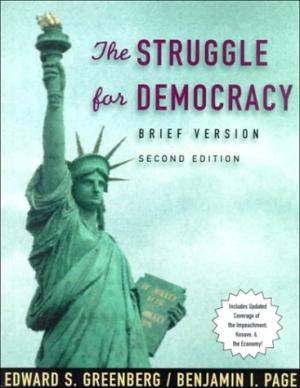 The STRUGGLE
for DEMOCRACY
BRIEF VERSION
SECOND EDITION
Includes Updated
Coverage of
the Impeachment,
Kosovo, &
the Economy!
EDWARD S. GREENBERG / BENJAMIN I. PAGE